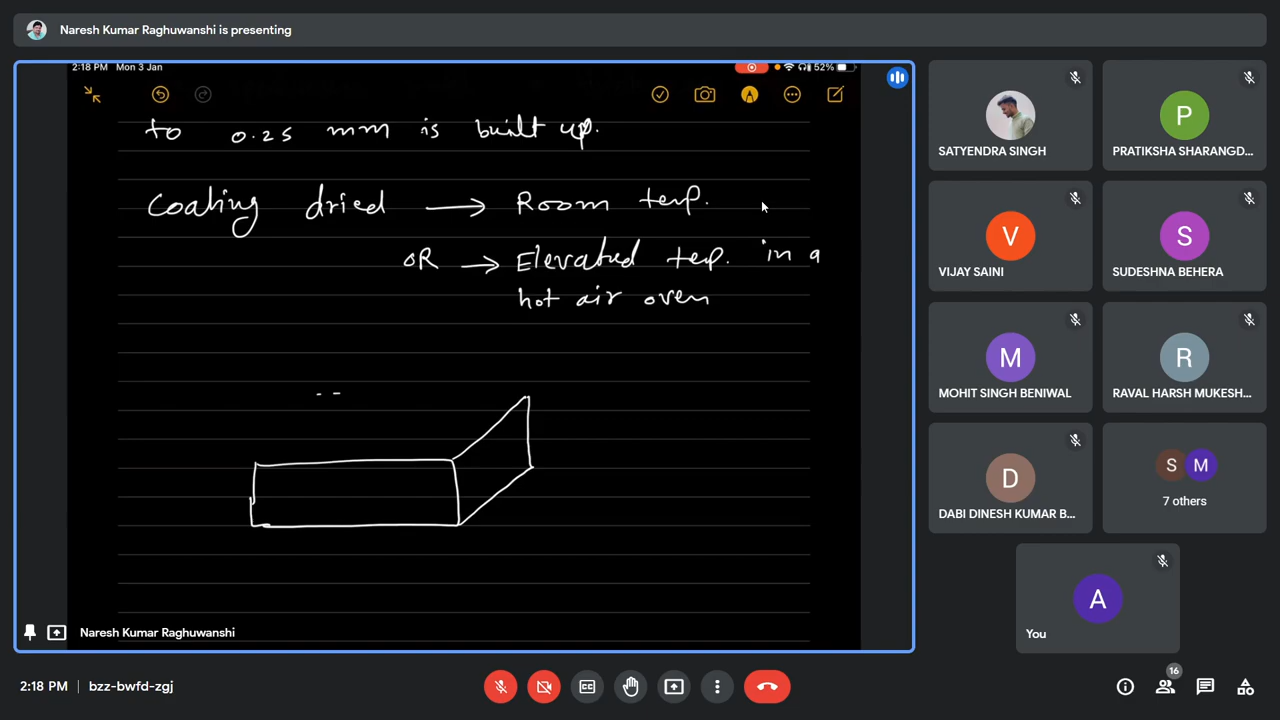 Naresh Kumar Raghuwanshi is presenting
2:18 PM Mon 3 Jan
52%
to 0.25 mm is built up.
Coating dried → Room temp.
OR → Elevated temp. in a
hot air oven
Naresh Kumar Raghuwanshi
SATYENDRA SINGH
P
PRATIKSHA SHARANGD...
V
VIJAY SAINI
S
SUDESHNA BEHERA
M
MOHIT SINGH BENIWAL
R
RAVAL HARSH MUKESH...
D
DABI DINESH KUMAR B...
S M
7 others
A
You
2:18 PM | bzz-bwfd-zgj
16